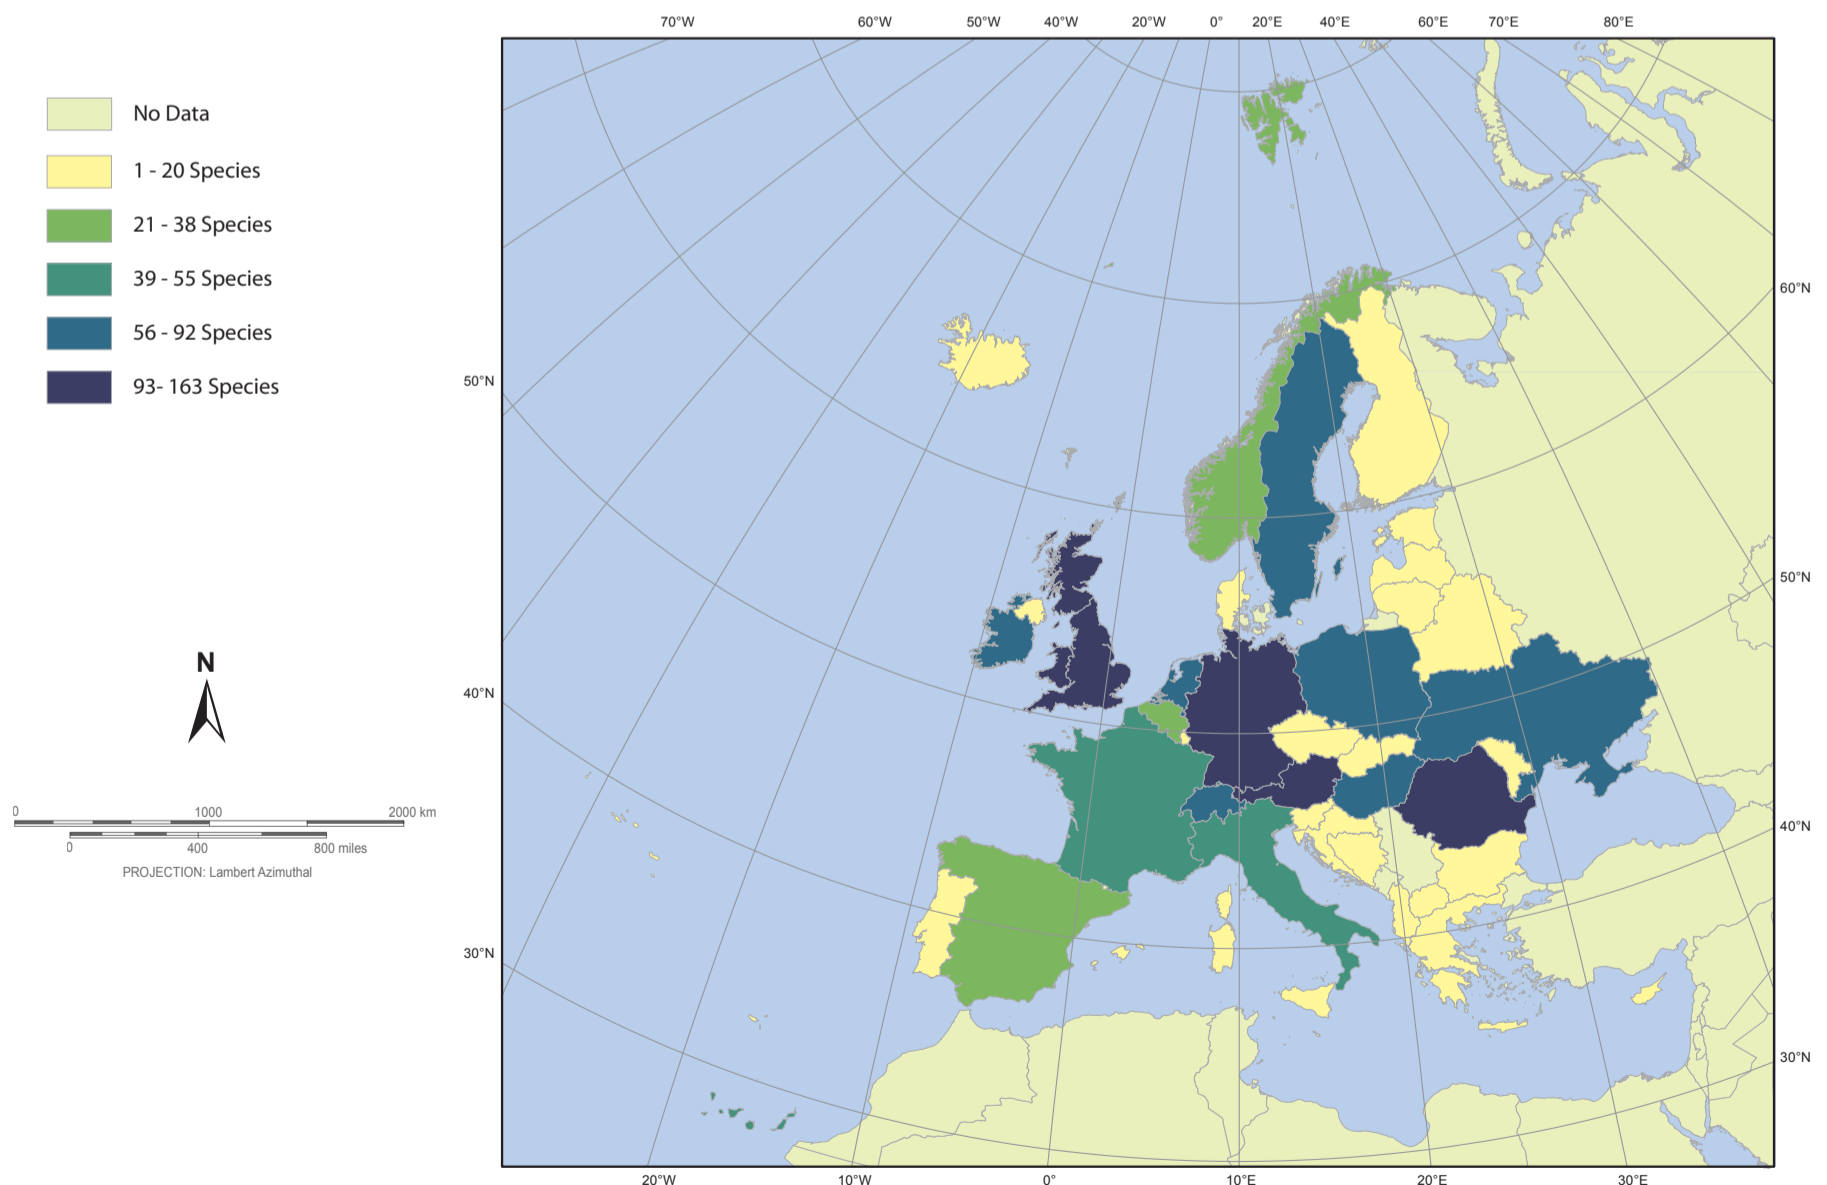 70°W 60°W 50°W 40°W 20°W 0° 20°E 40°E 60°E 70°E 80°E
No Data
1 - 20 Species
21 - 38 Species
39 - 55 Species
56 - 92 Species
93- 163 Species
60°N
50°N
50°N
40°N
40°N
30°N
30°N
N
0 1000 2000 km
0 400 800 miles
PROJECTION: Lambert Azimuthal
20°W 10°W 0° 10°E 20°E 30°E